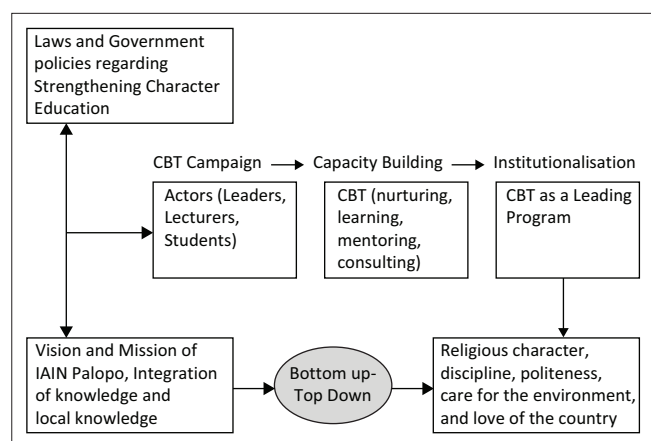 Laws and Government
policies regarding
Strengthening Character
Education
CBT Campaign
Capacity Building
Institutionalisation
Actors (Leaders,
Lecturers,
Students)
CBT (nurturing,
learning,
mentoring,
consulting)
CBT as a Leading
Program
Vision and Mission of
IAIN Palopo, Integration
of knowledge and
local knowledge
Bottom up-
Top Down
Religious character,
discipline, politeness,
care for the environment,
and love of the country